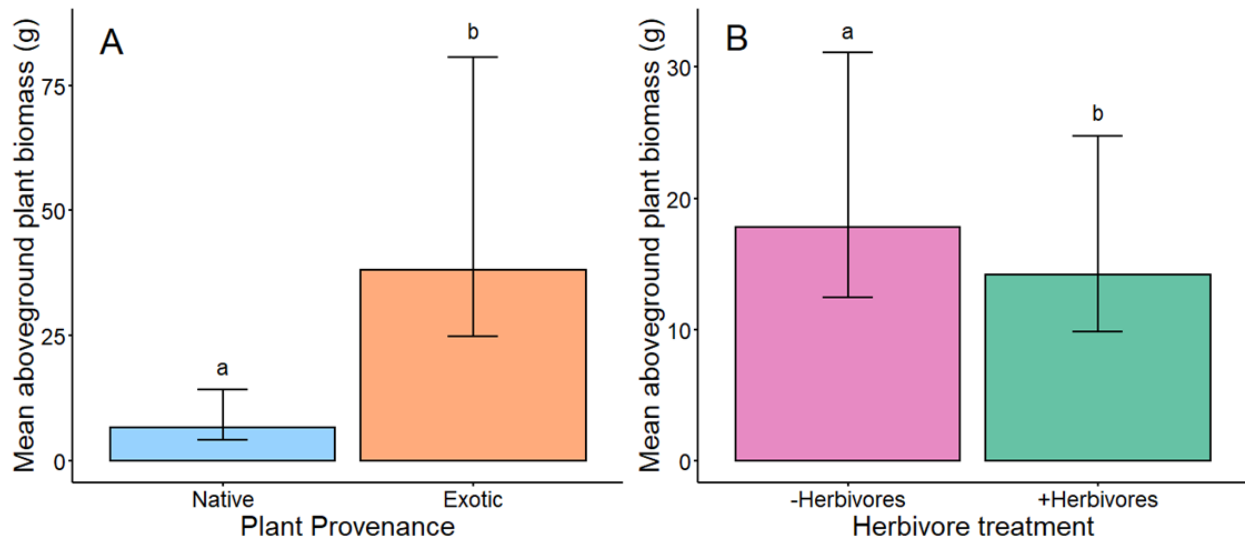 A
Mean aboveground plant biomass (g)
75
50
25
0
a
b
Native
Exotic
Plant Provenance
B
Mean aboveground plant biomass (g)
30
20
10
0
a
b
-Herbivores
+Herbivores
Herbivore treatment